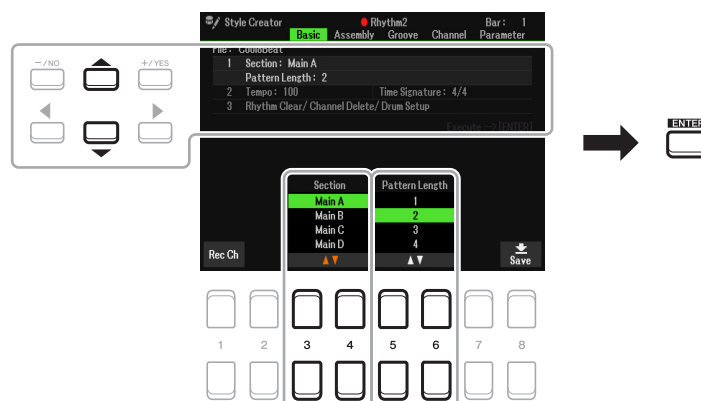 Style Creator Rhythm2 Bar: 1
Basic Assembly Groove Channel Parameter
File: CoolBeat
1 Section: Main A
Pattern Length: 2
2 Tempo: 100 Time Signature: 4/4
3 Rhythm Clear/ Channel Delete/ Drum Setup
Execute -->[ENTER]
-/NO +/YES
ENTER
Section Pattern Length
Main A 1
Main B 2
Main C 3
Main D 4
Rec Ch Save
1 2 3 4 5 6 7 8